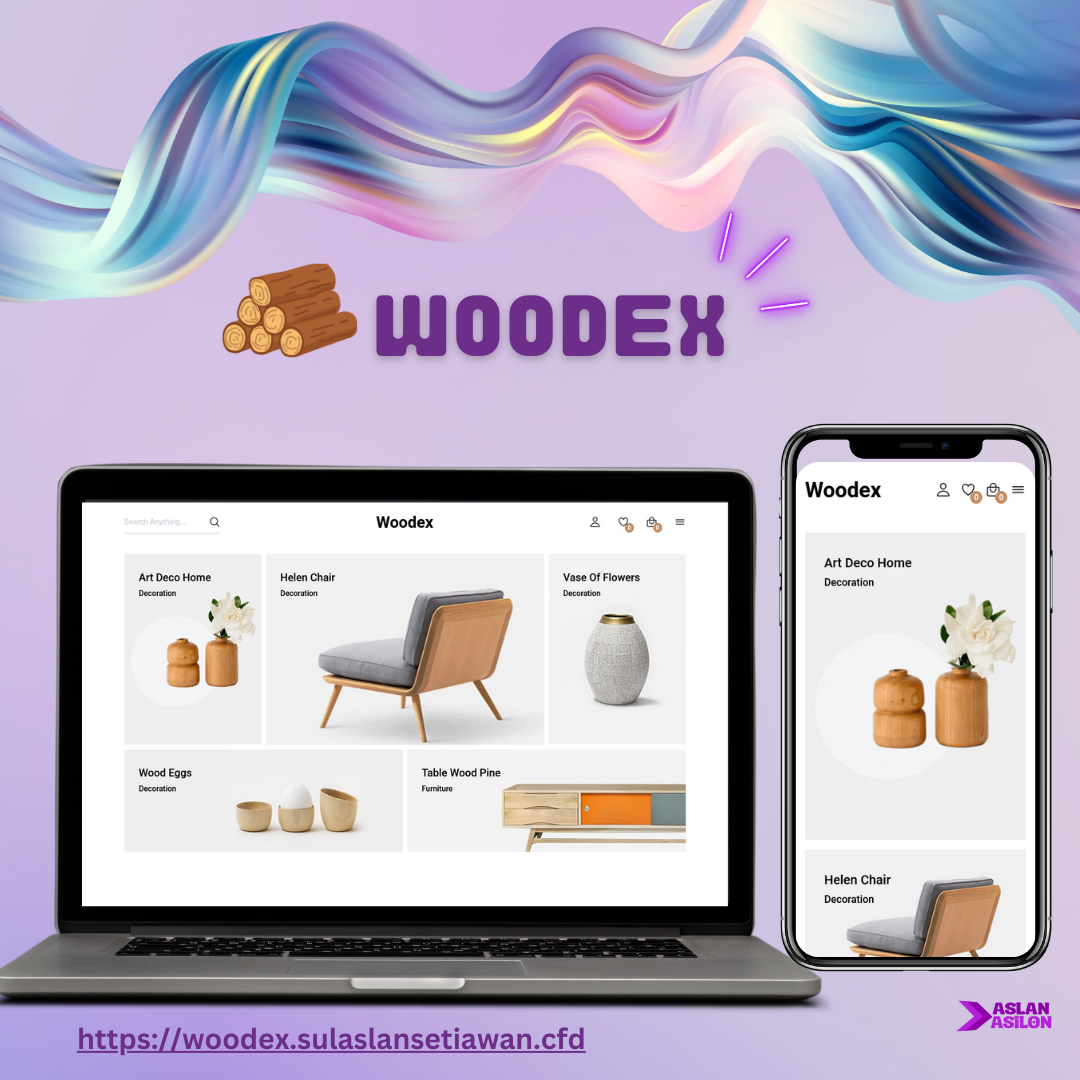 WOODEX
Search Anything...
Woodex
0
0
Art Deco Home
Decoration
Helen Chair
Decoration
Vase Of Flowers
Decoration
Wood Eggs
Decoration
Table Wood Pine
Furniture
Woodex
0
0
Art Deco Home
Decoration
Helen Chair
Decoration
https://woodex.sulaslansetiawan.cfd
ASLAN
ASILON